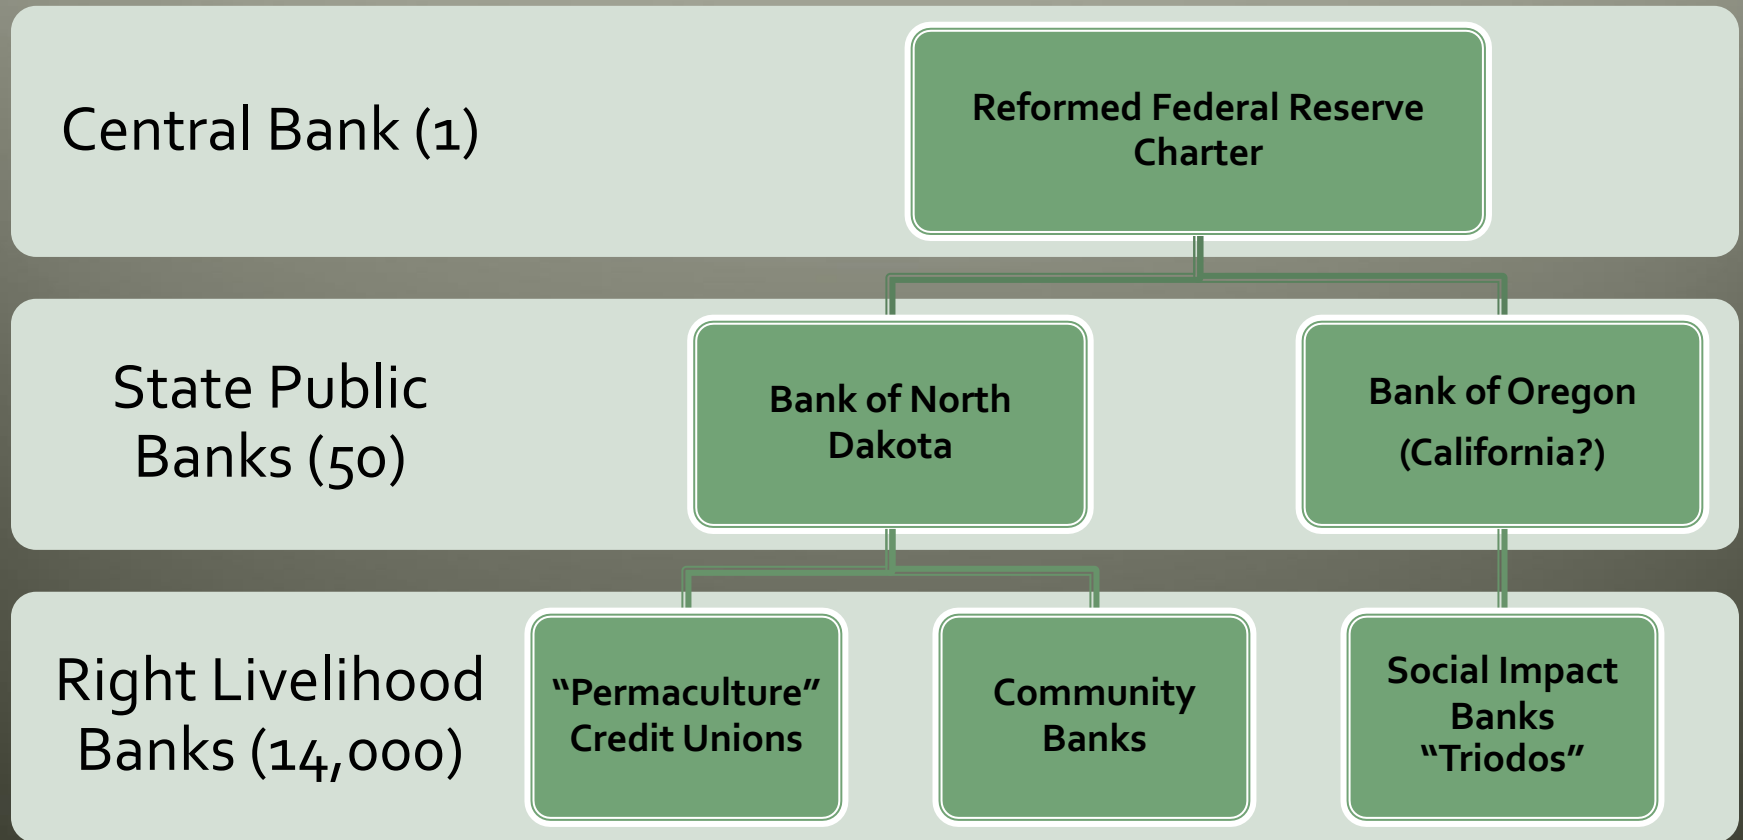 Central Bank (1)
Reformed Federal Reserve
Charter
State Public
Banks (50)
Bank of North
Dakota
Bank of Oregon
(California?)
Right Livelihood
Banks (14,000)
“Permaculture”
Credit Unions
Community
Banks
Social Impact
Banks
“Triodos”